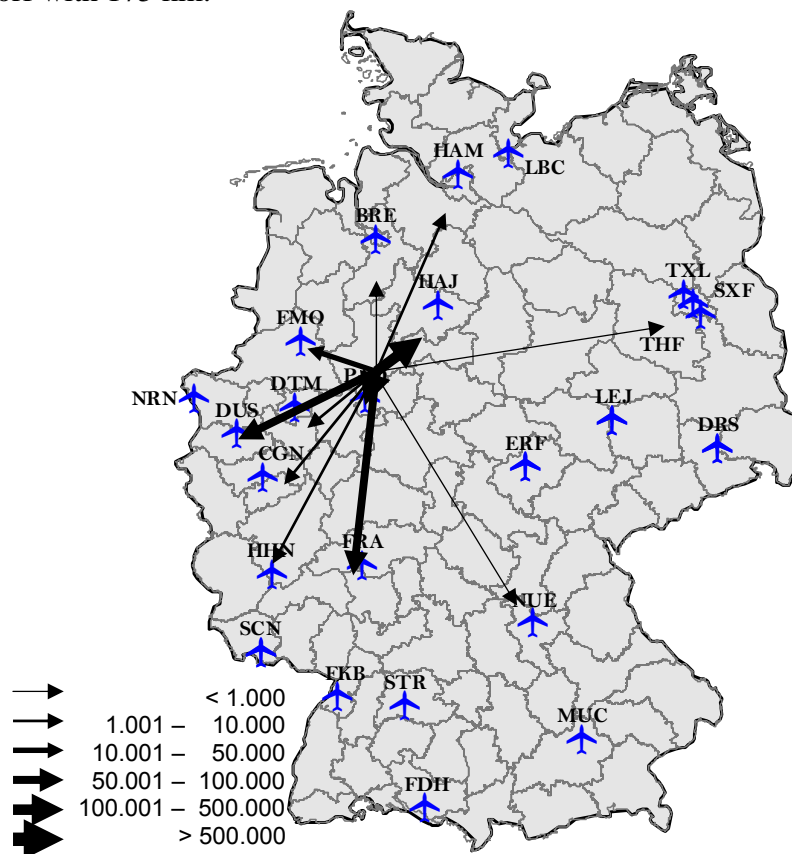 HAM
LBC
BRE
TXL
HAJ
SXF
FMO
THF
NRN
DTM
LEJ
DUS
DRS
ERF
CGN
FRA
HHN
NUE
SCN
FKB
STR
MUC
FDH
< 1.000
1.001 – 10.000
10.001 – 50.000
50.001 – 100.000
100.001 – 500.000
> 500.000